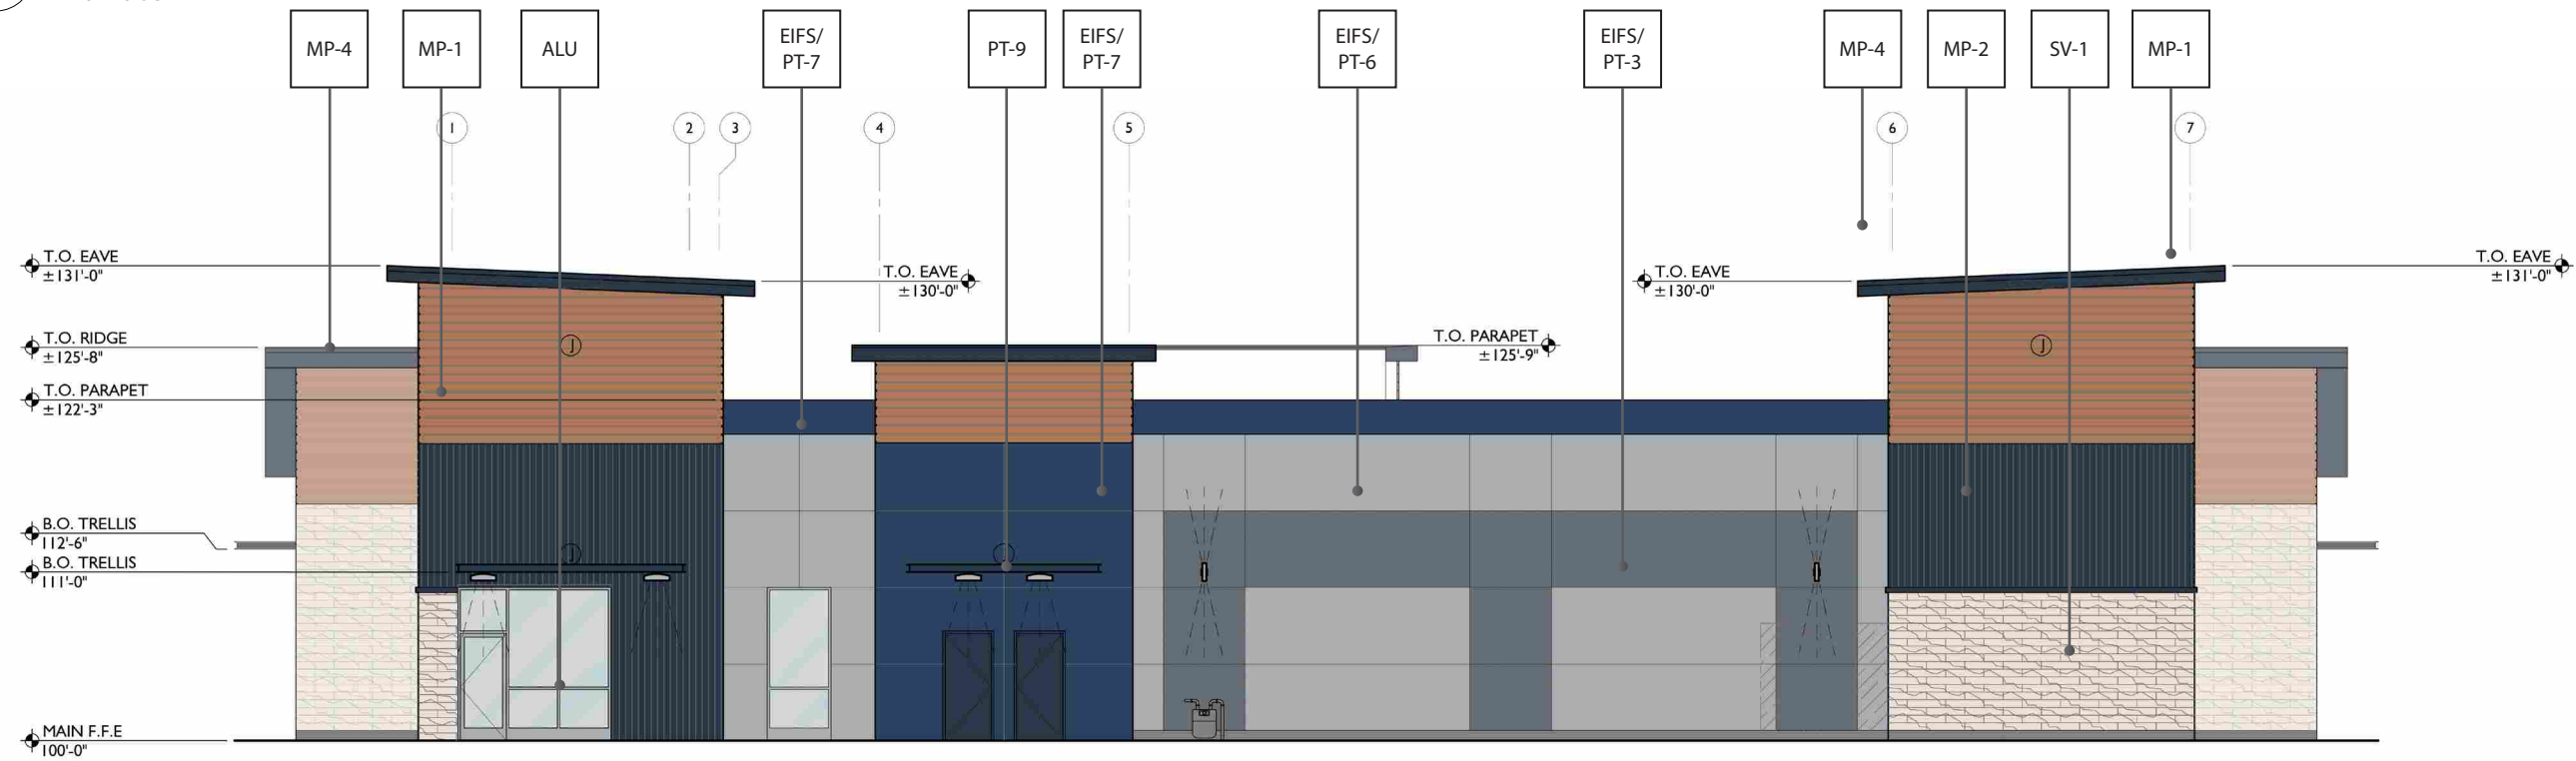 MP-4
MP-1
ALU
EIFS/
PT-7
PT-9
EIFS/
PT-7
EIFS/
PT-6
EIFS/
PT-3
MP-4
MP-2
SV-1
MP-1
1
2
3
4
5
6
7
T.O. EAVE
±131'-0"
T.O. EAVE
±130'-0"
T.O. EAVE
±130'-0"
T.O. EAVE
±131'-0"
T.O. RIDGE
±125'-8"
T.O. PARAPET
±125'-9"
J
J
T.O. PARAPET
±122'-3"
B.O. TRELLIS
112'-6"
B.O. TRELLIS
111'-0"
J
MAIN F.F.E
100'-0"